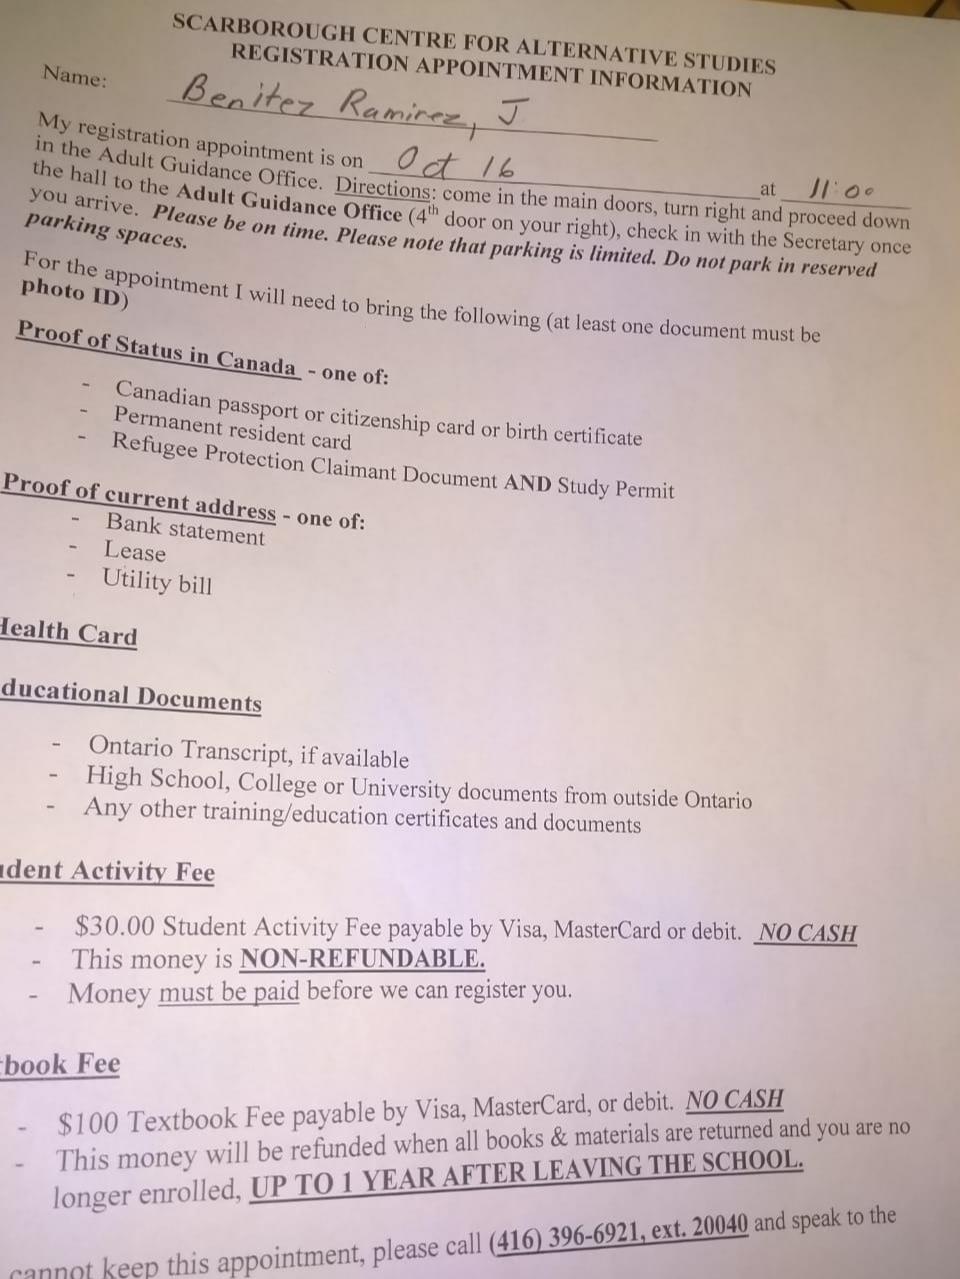 SCARBOROUGH CENTRE FOR ALTERNATIVE STUDIES
REGISTRATION APPOINTMENT INFORMATION
Name: Benitez Ramirez, J
My registration appointment is on Oct 16 at 11:00
in the Adult Guidance Office. Directions: come in the main doors, turn right and proceed down
the hall to the Adult Guidance Office (4th door on your right), check in with the Secretary once
you arrive. Please be on time. Please note that parking is limited. Do not park in reserved
parking spaces.
For the appointment I will need to bring the following (at least one document must be
photo ID)
Proof of Status in Canada - one of:
- Canadian passport or citizenship card or birth certificate
- Permanent resident card
- Refugee Protection Claimant Document AND Study Permit
Proof of current address - one of:
- Bank statement
- Lease
- Utility bill
Health Card
ducational Documents
- Ontario Transcript, if available
- High School, College or University documents from outside Ontario
- Any other training/education certificates and documents
dent Activity Fee
- $30.00 Student Activity Fee payable by Visa, MasterCard or debit. NO CASH
- This money is NON-REFUNDABLE.
- Money must be paid before we can register you.
book Fee
- $100 Textbook Fee payable by Visa, MasterCard, or debit. NO CASH
- This money will be refunded when all books & materials are returned and you are no
longer enrolled, UP TO 1 YEAR AFTER LEAVING THE SCHOOL.
cannot keep this appointment, please call (416) 396-6921, ext. 20040 and speak to the